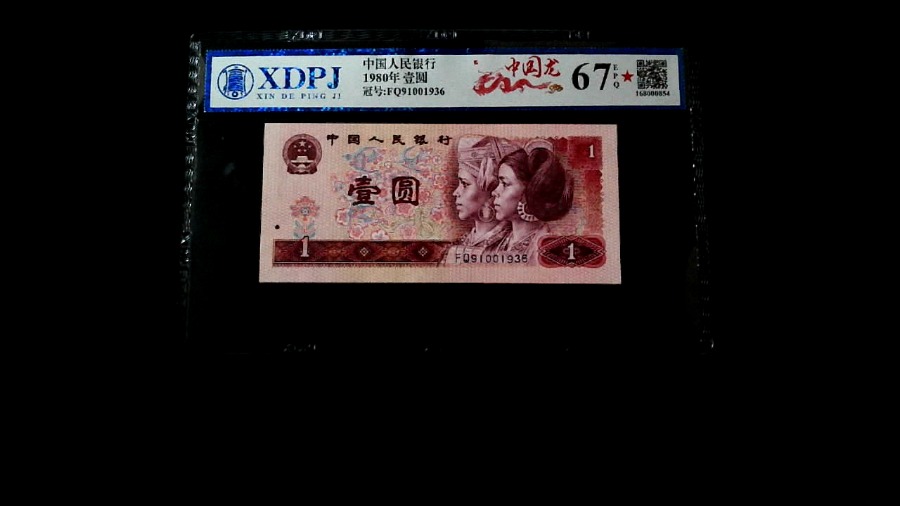 XDPJ
XIN DE PING JI
中国人民银行
1980年 壹圆
冠号:FQ91001936
中国龙
67
EPQ
168000854
中国人民银行
壹圆
1
1
1
FQ91001936